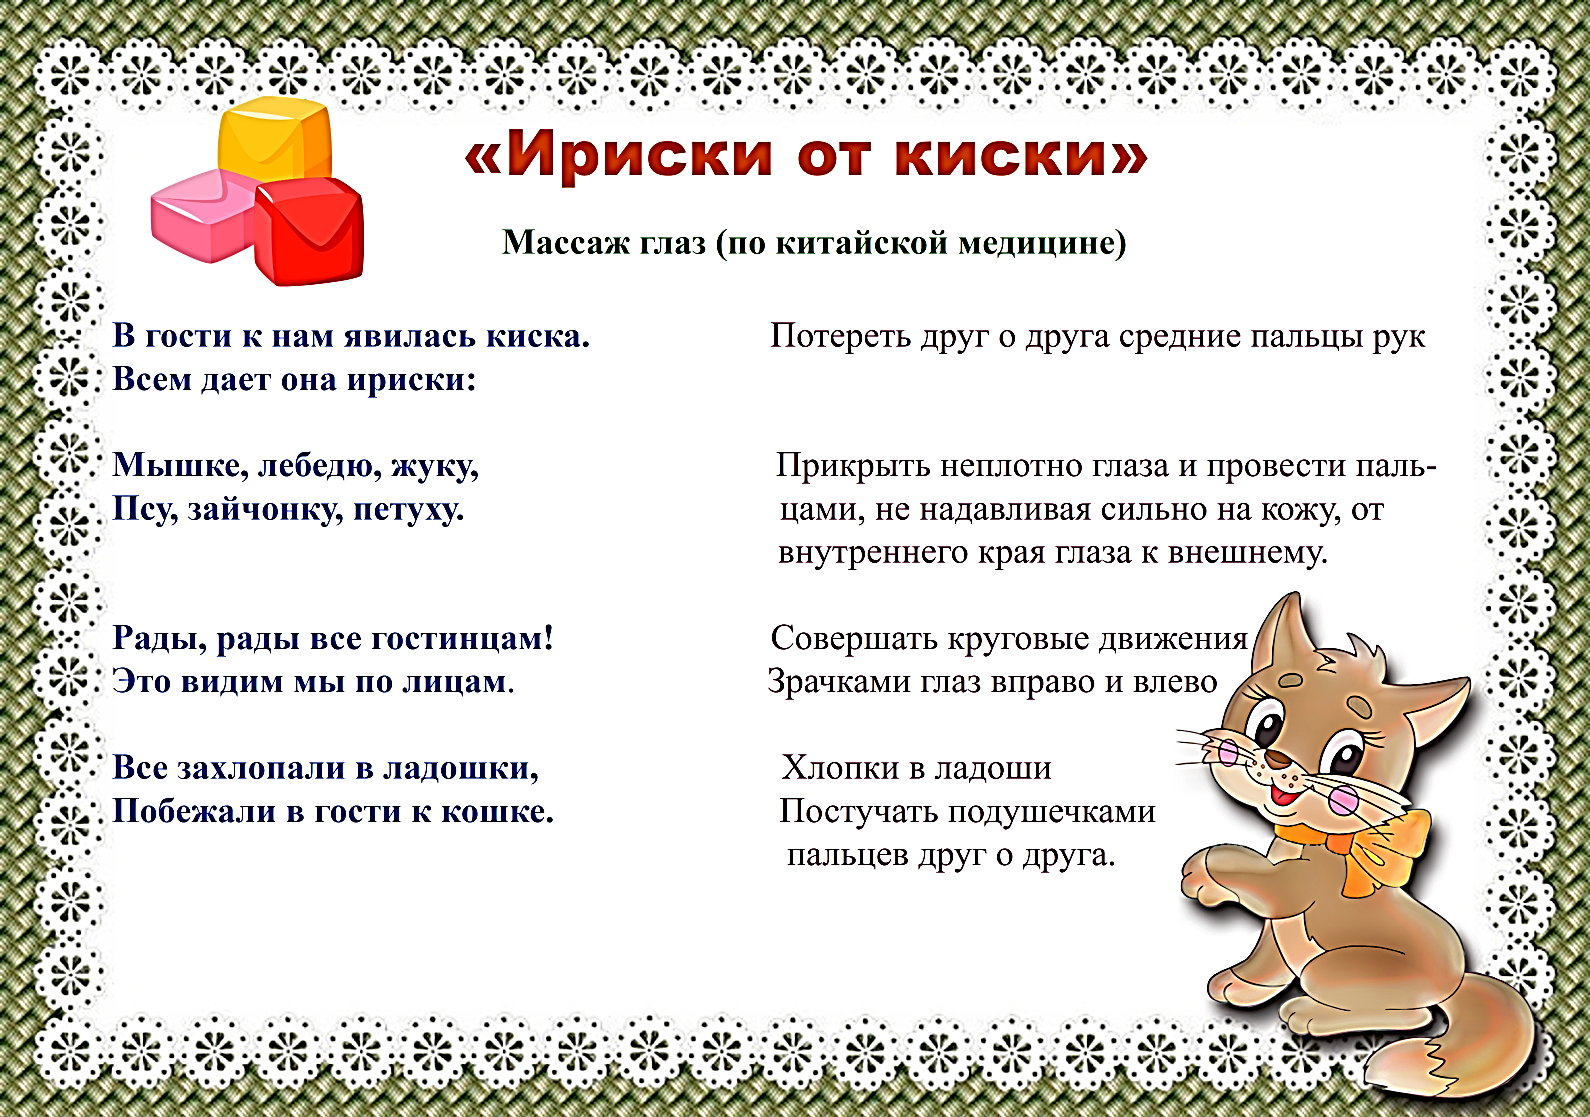 «Ириски от киски»
Массаж глаз (по китайской медицине)
В гости к нам явилась киска. Потереть друг о друга средние пальцы рук
Всем дает она ириски:
Мышке, лебедю, жуку, Прикрыть неплотно глаза и провести паль-
Псу, зайчонку, петуху. цами, не надавливая сильно на кожу, от
внутреннего края глаза к внешнему.
Рады, рады все гостинцам! Совершать круговые движения
Это видим мы по лицам. Зрачками глаз вправо и влево
Все захлопали в ладошки, Хлопки в ладоши
Побежали в гости к кошке. Постучать подушечками
пальцев друг о друга.